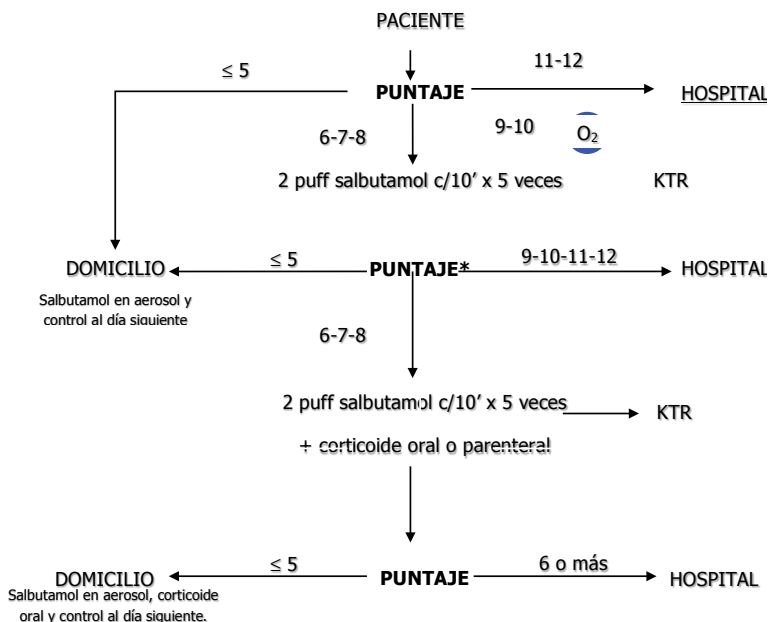 PACIENTE
≤ 5
11-12
PUNTAJE
HOSPITAL
6-7-8
9-10
O₂
2 puff salbutamol c/10' x 5 veces
KTR
DOMICILIO
≤ 5
PUNTAJE*
9-10-11-12
HOSPITAL
Salbutamol en aerosol y
control al día siguiente
6-7-8
2 puff salbutamol c/10' x 5 veces
KTR
+ corticoide oral o parenteral
DOMICILIO
≤ 5
PUNTAJE
6 o más
HOSPITAL
Salbutamol en aerosol, corticoide
oral y control al día siguiente.